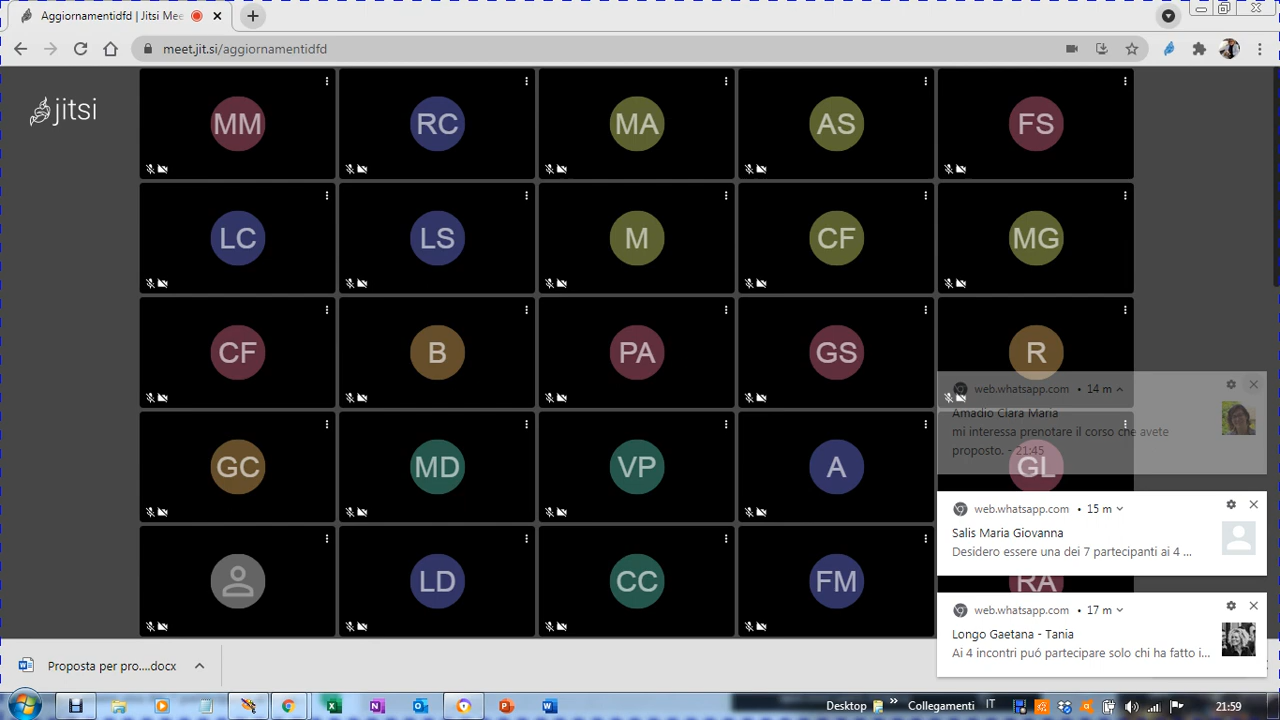 Aggiornamentidfd | Jitsi Mee
meet.jit.si/aggiornamentidfd
jitsi
MM RC MA AS FS
LC LS M CF MG
CF B PA GS R
web.whatsapp.com • 14 m
Amadio Clara Maria
mi interessa prenotare il corso che avete
proposto. - 21:45
GC MD VP A GL
web.whatsapp.com • 15 m
Salis Maria Giovanna
Desidero essere una dei 7 partecipanti ai 4 ...
LD CC FM RA
web.whatsapp.com • 17 m
Longo Gaetana - Tania
Ai 4 incontri puó partecipare solo chi ha fatto i...
Proposta per pro....docx
Desktop » Collegamenti IT 21:59